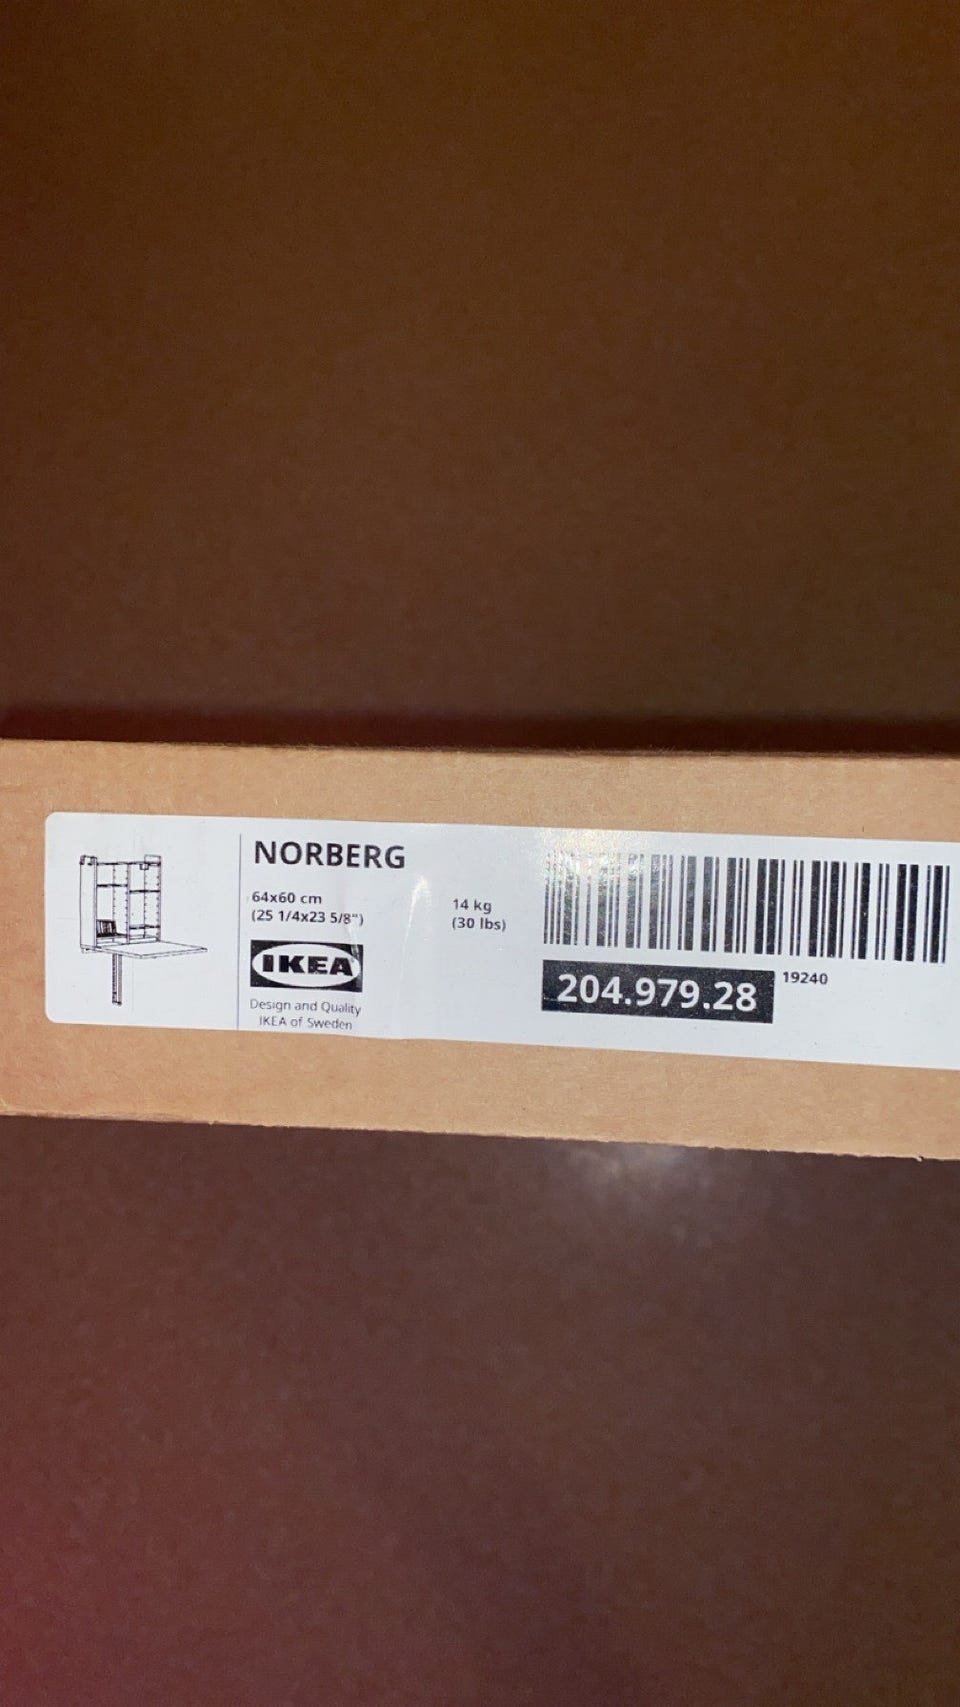 NORBERG
64x60 cm
(25 1/4x23 5/8")
14 kg
(30 lbs)
IKEA
Design and Quality
IKEA of Sweden
204.979.28
19240